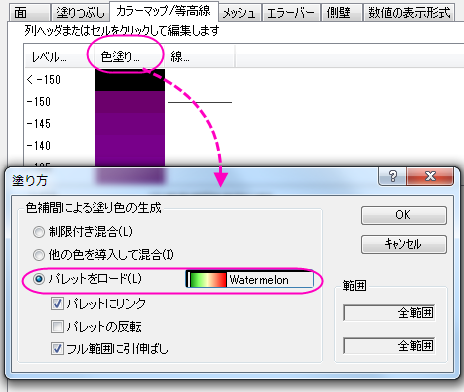 面 塗りつぶし カラーマップ/等高線 メッシュ エラーバー 側壁 数値の表示形式
列ヘッダまたはセルをクリックして編集します
レベル... 色塗り... 線...
< -150
-150
-145
-140
塗り方
色補間による塗り色の生成
制限付き混合(L)
他の色を導入して混合(I)
パレットをロード(L) Watermelon
パレットにリンク
パレットの反転
フル範囲に引伸ばし
OK
キャンセル
範囲
全範囲
全範囲